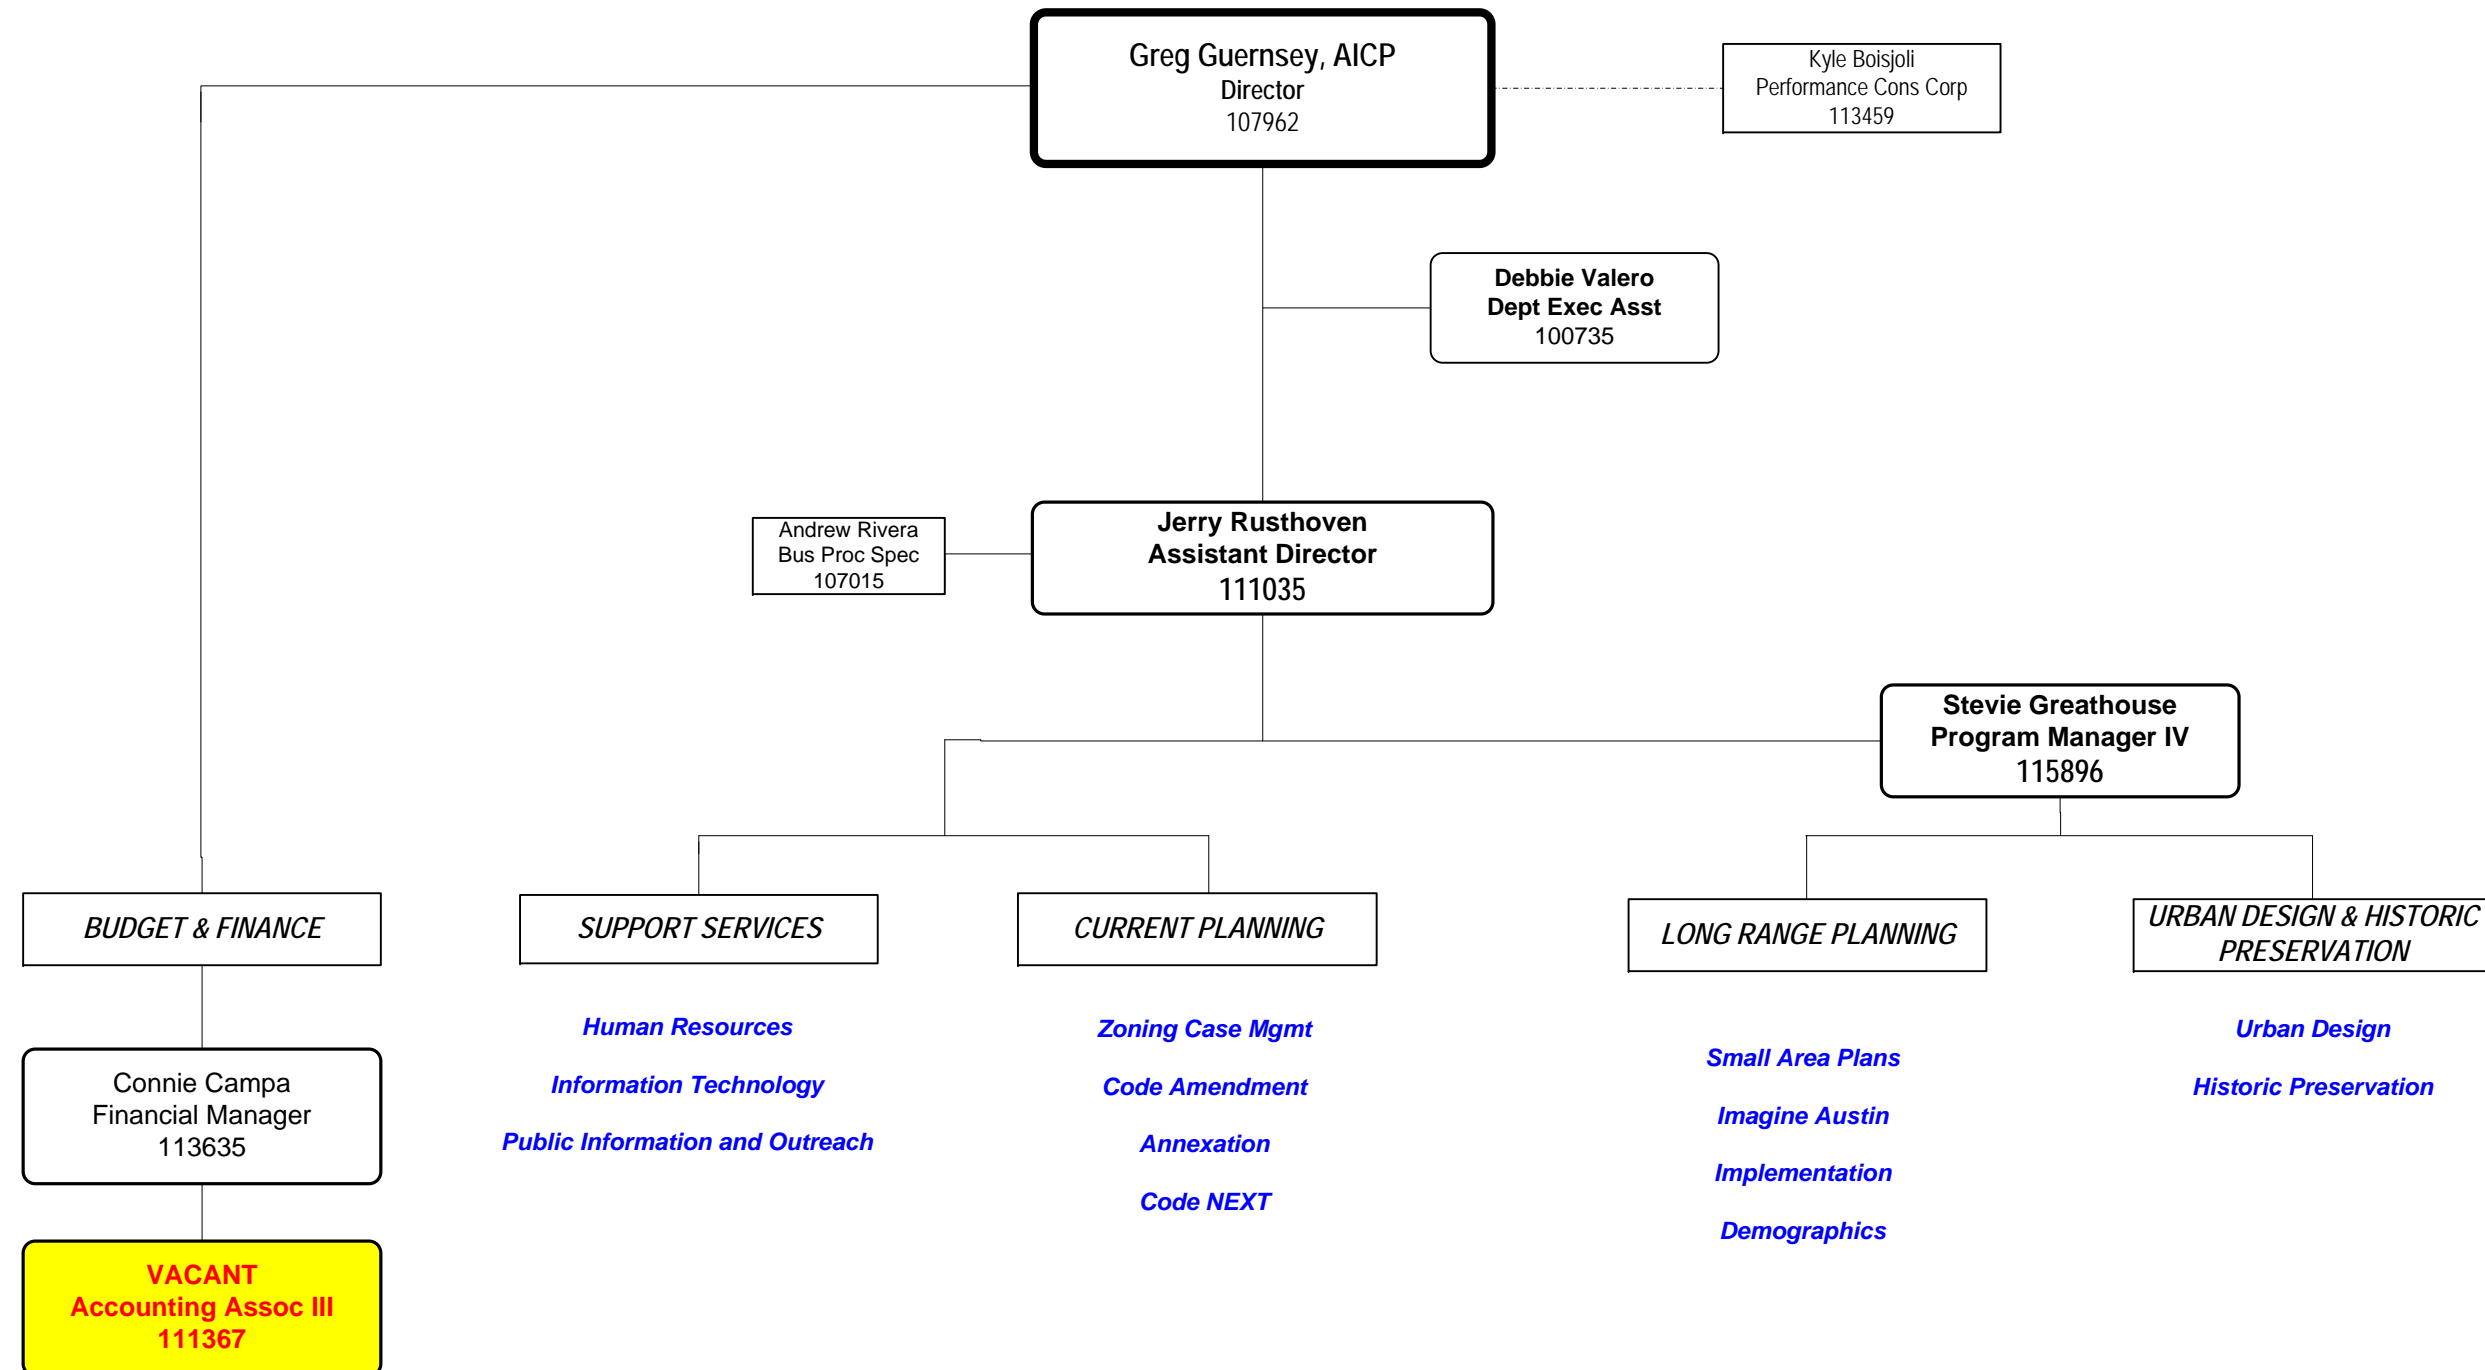 Greg Guernsey, AICP
Director
107962
Kyle Boisjoli
Performance Cons Corp
113459
Debbie Valero
Dept Exec Asst
100735
Andrew Rivera
Bus Proc Spec
107015
Jerry Rusthoven
Assistant Director
111035
Stevie Greathouse
Program Manager IV
115896
BUDGET & FINANCE
Connie Campa
Financial Manager
113635
VACANT
Accounting Assoc III
111367
SUPPORT SERVICES
Human Resources
Information Technology
Public Information and Outreach
CURRENT PLANNING
Zoning Case Mgmt
Code Amendment
Annexation
Code NEXT
LONG RANGE PLANNING
Small Area Plans
Imagine Austin
Implementation
Demographics
URBAN DESIGN & HISTORIC
PRESERVATION
Urban Design
Historic Preservation